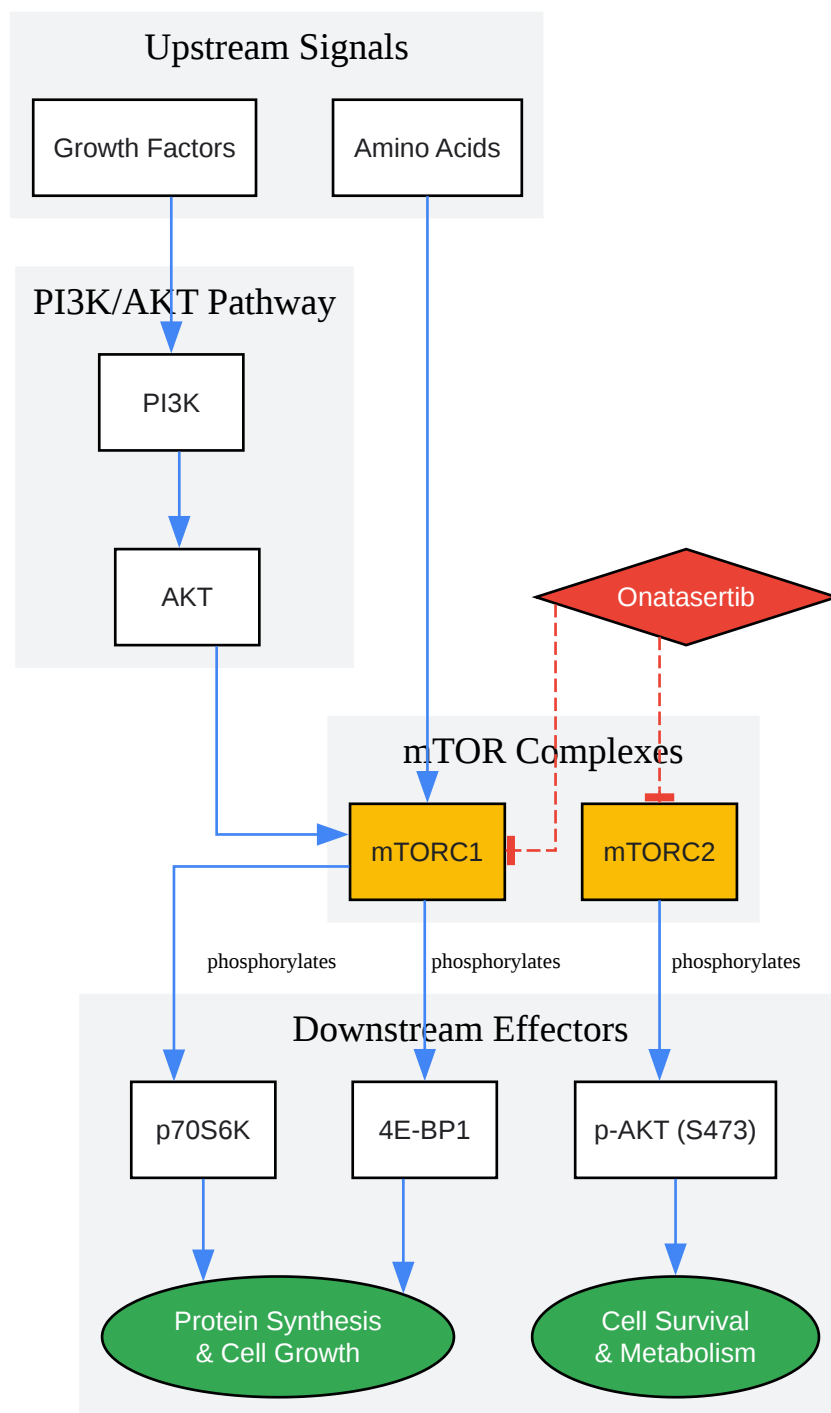 Upstream Signals
Growth Factors
Amino Acids
PI3K/AKT Pathway
PI3K
AKT
Onatasertib
mTOR Complexes
mTORC1
mTORC2
phosphorylates
phosphorylates
phosphorylates
Downstream Effectors
p70S6K
4E-BP1
p-AKT (S473)
Protein Synthesis
& Cell Growth
Cell Survival
& Metabolism